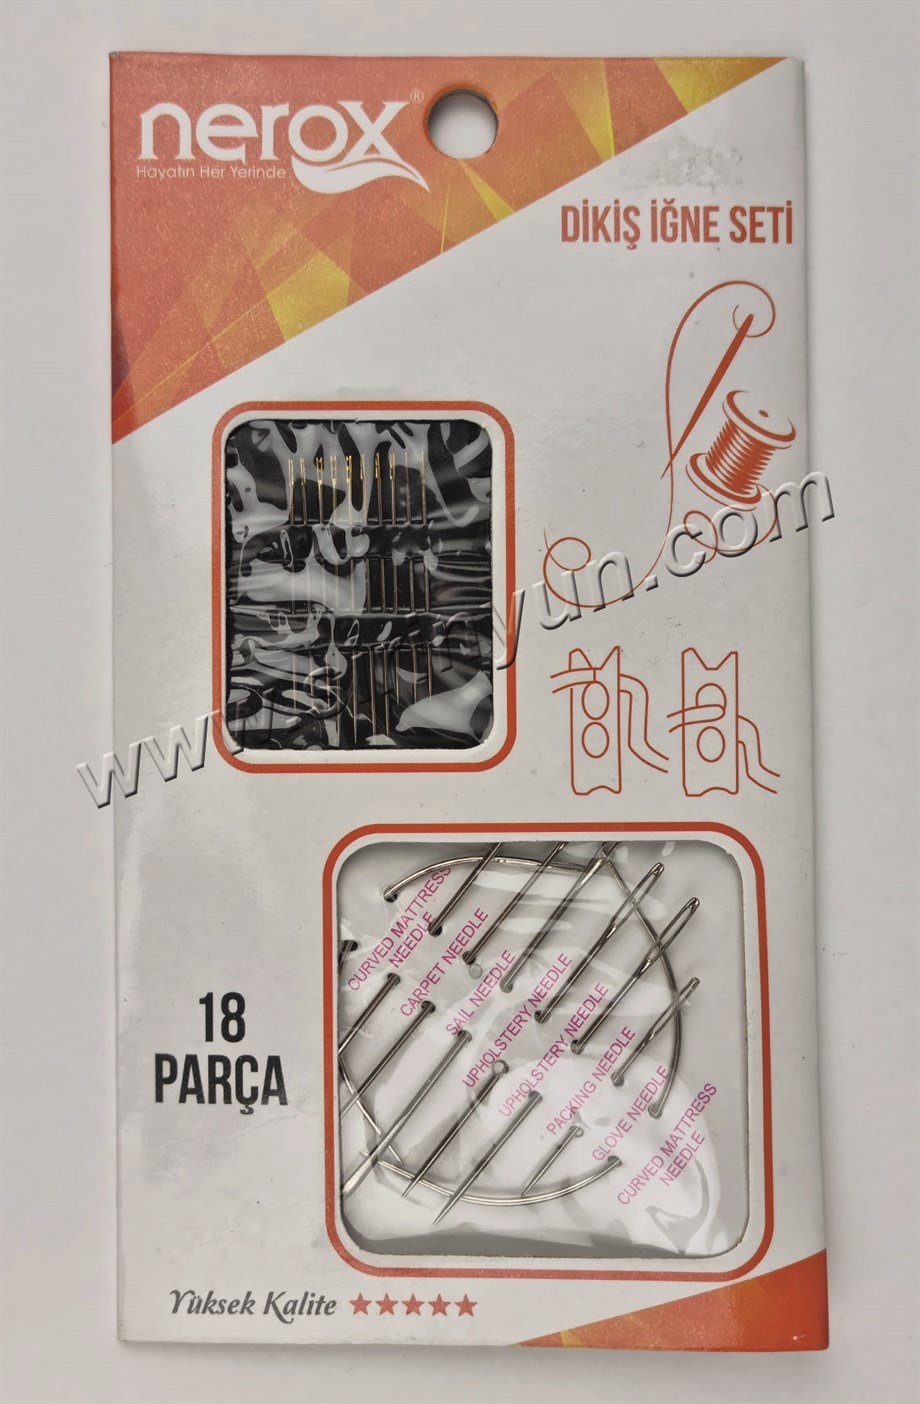 nerox®
Hayatın Her Yerinde
DİKİŞ İĞNE SETİ
CURVED MATTRESS
NEEDLE
CARPET NEEDLE
SAIL NEEDLE
UPHOLSTERY NEEDLE
UPHOLSTERY NEEDLE
PACKING NEEDLE
GLOVE NEEDLE
CURVED MATTRESS
NEEDLE
18
PARÇA
Yüksek Kalite